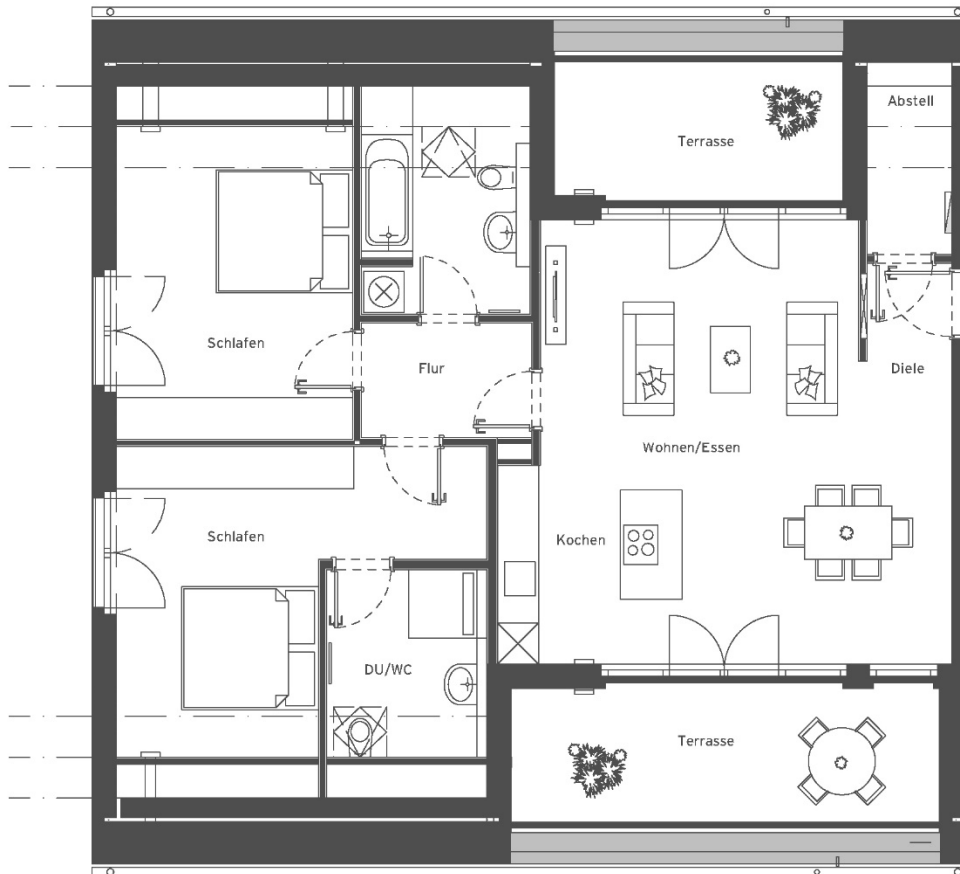 Abstell
Terrasse
Schlafen
Flur
Diele
Wohnen/Essen
Schlafen
Kochen
DU/WC
Terrasse